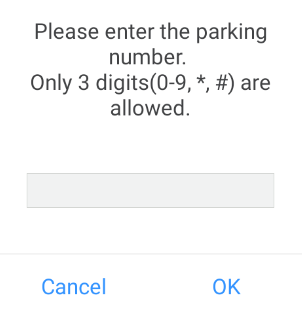 Please enter the parking
number.
Only 3 digits(0-9, *, #) are
allowed.
Cancel
OK